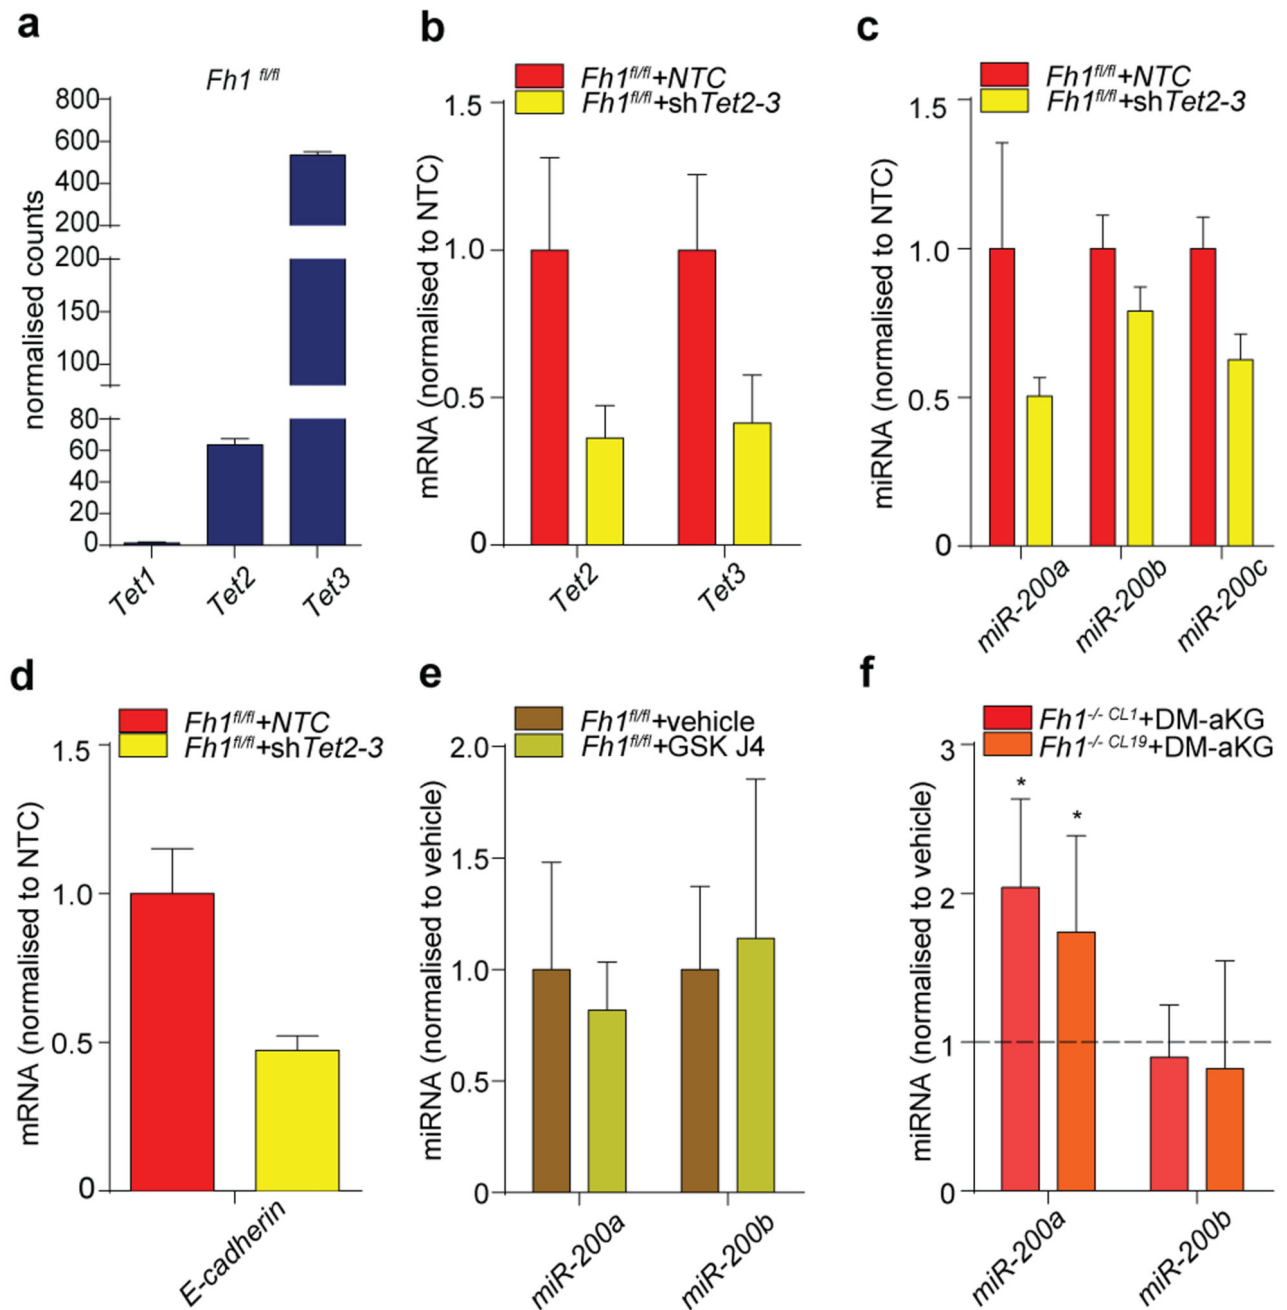 a
Fh1 fl/fl
normalised counts
800
600
400
200
200
150
100
80
60
40
20
0
Tet1
Tet2
Tet3
b
Fh1fl/fl+NTC
Fh1fl/fl+shTet2-3
mRNA (normalised to NTC)
1.5
1.0
0.5
0
Tet2
Tet3
c
Fh1fl/fl+NTC
Fh1fl/fl+shTet2-3
miRNA (normalised to NTC)
1.5
1.0
0.5
0
miR-200a
miR-200b
miR-200c
d
Fh1fl/fl+NTC
Fh1fl/fl+shTet2-3
mRNA (normalised to NTC)
1.5
1.0
0.5
0
E-cadherin
e
Fh1fl/fl+vehicle
Fh1fl/fl+GSK J4
miRNA (normalised to vehicle)
2.0
1.5
1.0
0.5
0
miR-200a
miR-200b
f
Fh1-/- CL1+DM-aKG
Fh1-/- CL19+DM-aKG
miRNA (normalised to vehicle)
3
2
1
0
*
*
miR-200a
miR-200b